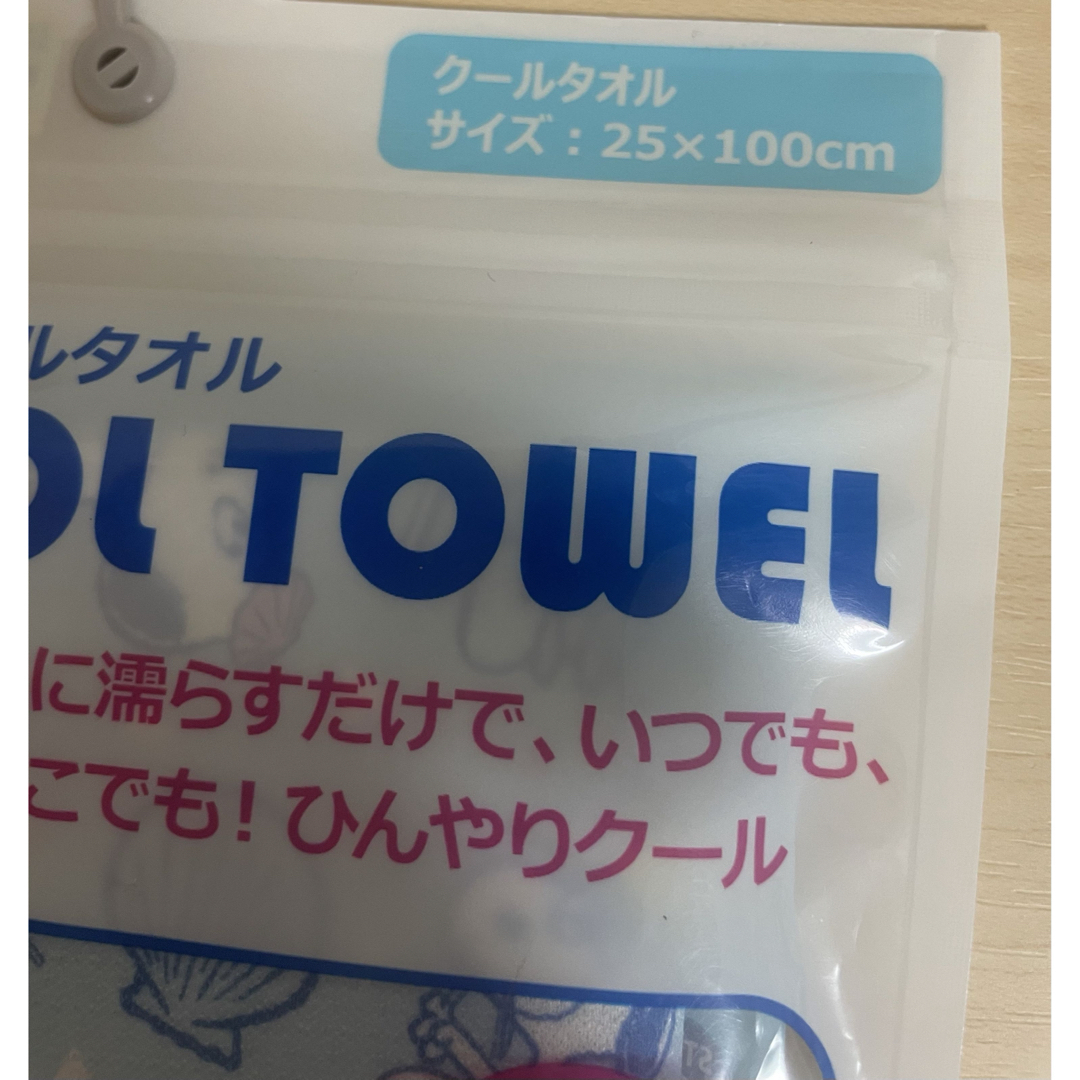 クールタオル
サイズ：25×100cm
ルタオル
OL TOWEL
に濡らすだけで、いつでも、
こでも！ひんやりクール